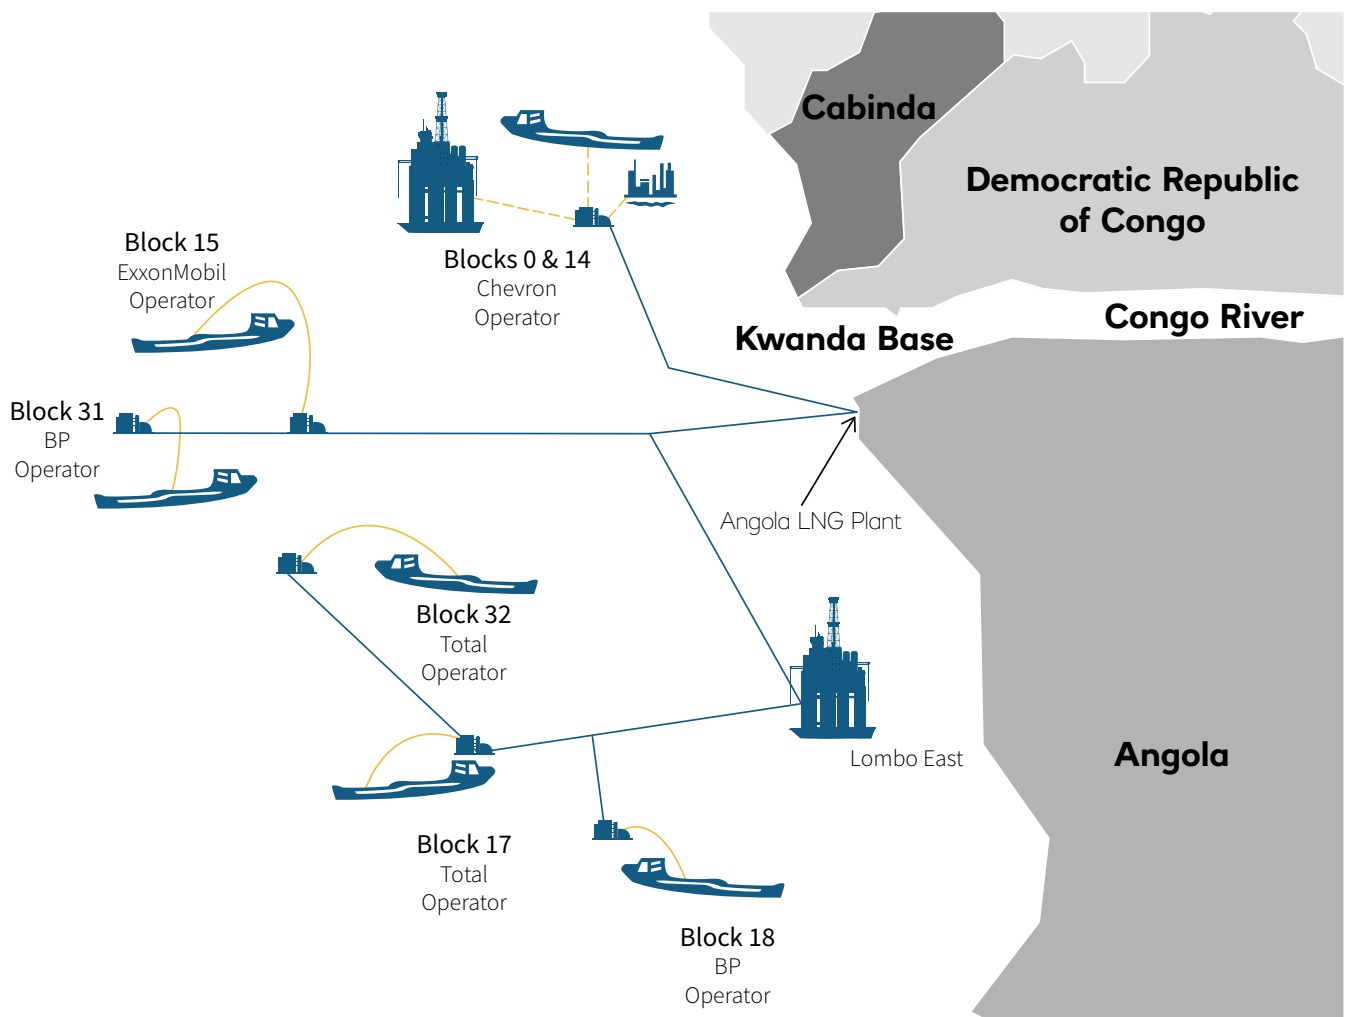 Cabinda
Democratic Republic
of Congo
Block 15
ExxonMobil
Operator
Blocks 0 & 14
Chevron
Operator
Congo River
Kwanda Base
Block 31
BP
Operator
Angola LNG Plant
Block 32
Total
Operator
Lombo East
Angola
Block 17
Total
Operator
Block 18
BP
Operator